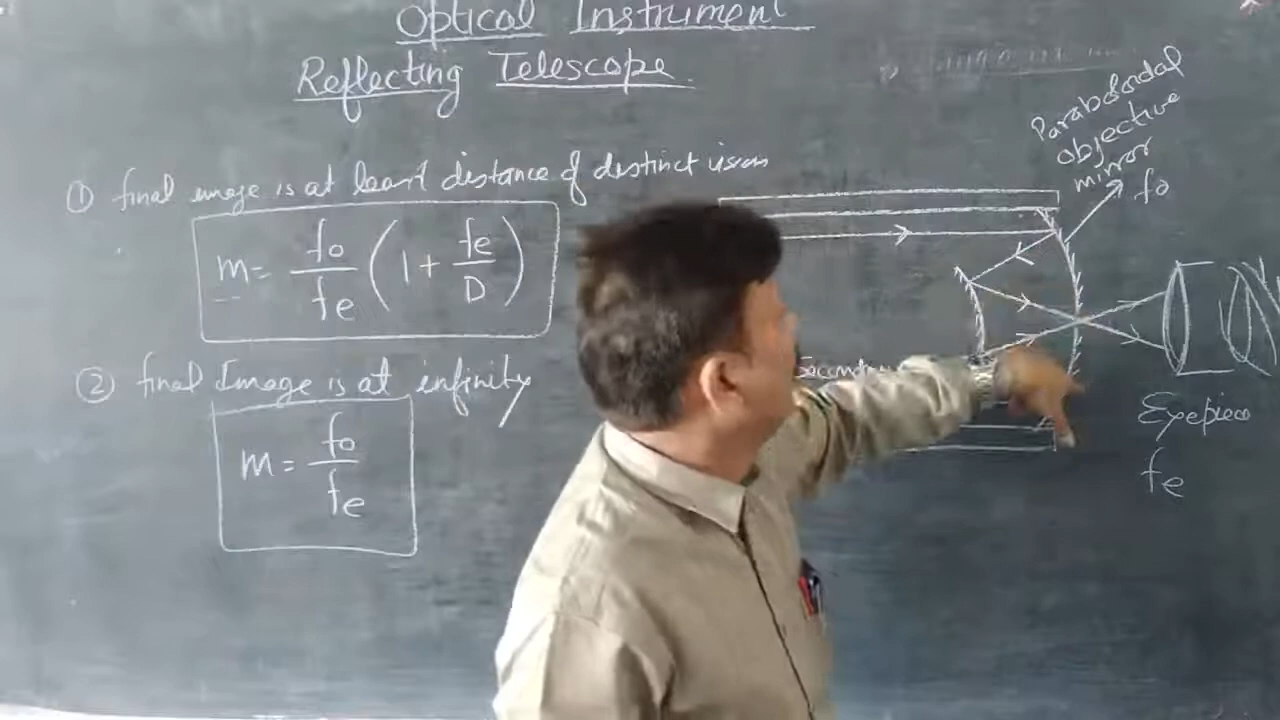 Optical Instrument
Reflecting Telescope
① final image is at least distance of distinct vision
m = fo/fe (1 + fe/D)
② final Image is at infinity
m = fo/fe
Paraboloidal
objective
mirror
fo
Eyepiece
fe